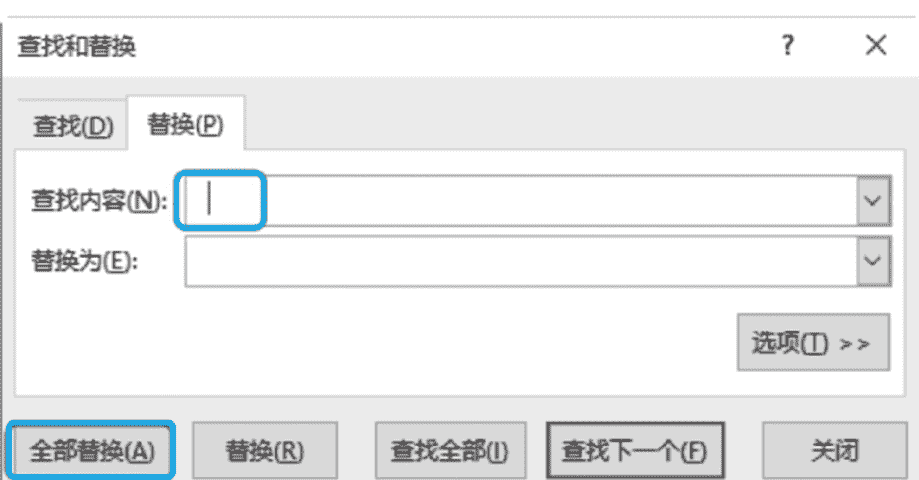 查找和替换 ?
查找(D) 替换(P)
查找内容(N):
替换为(E):
选项(T) >>
全部替换(A) 替换(R) 查找全部(I) 查找下一个(F) 关闭